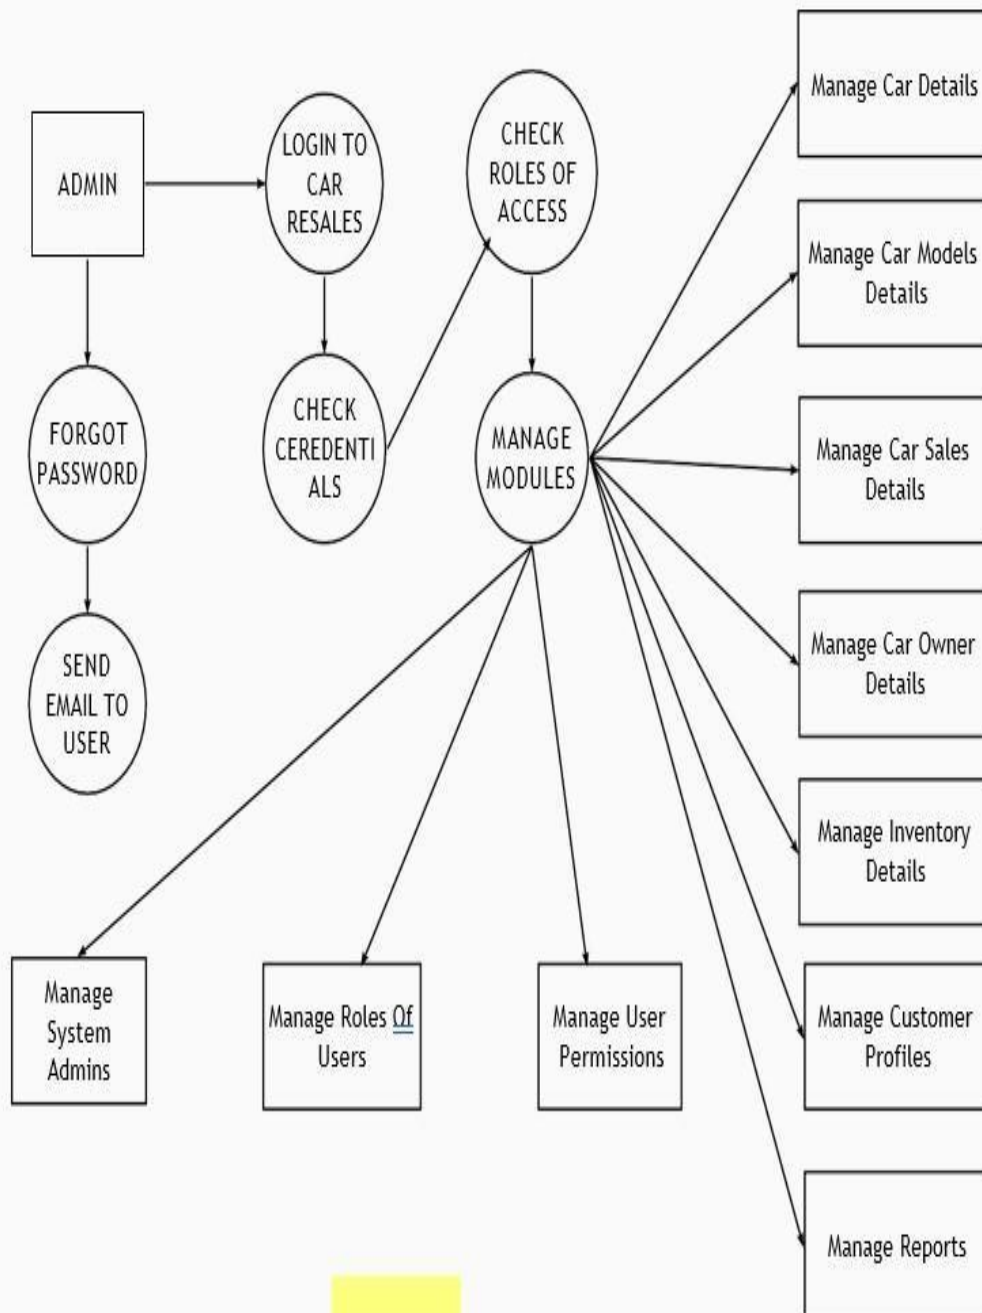 ADMIN
LOGIN TO
CAR
RESALES
CHECK
ROLES OF
ACCESS
FORGOT
PASSWORD
CHECK
CEREDENTI
ALS
MANAGE
MODULES
SEND
EMAIL TO
USER
Manage Car Details
Manage Car Models
Details
Manage Car Sales
Details
Manage Car Owner
Details
Manage Inventory
Details
Manage Customer
Profiles
Manage Reports
Manage
System
Admins
Manage Roles Of
Users
Manage User
Permissions